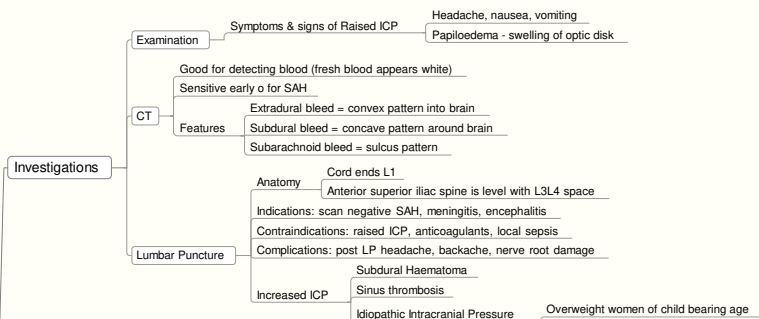 Investigations
Examination
Symptoms & signs of Raised ICP
Headache, nausea, vomiting
Papiloedema - swelling of optic disk
CT
Good for detecting blood (fresh blood appears white)
Sensitive early o for SAH
Features
Extradural bleed = convex pattern into brain
Subdural bleed = concave pattern around brain
Subarachnoid bleed = sulcus pattern
Lumbar Puncture
Anatomy
Cord ends L1
Anterior superior iliac spine is level with L3L4 space
Indications: scan negative SAH, meningitis, encephalitis
Contraindications: raised ICP, anticoagulants, local sepsis
Complications: post LP headache, backache, nerve root damage
Increased ICP
Subdural Haematoma
Sinus thrombosis
Idiopathic Intracranial Pressure
Overweight women of child bearing age